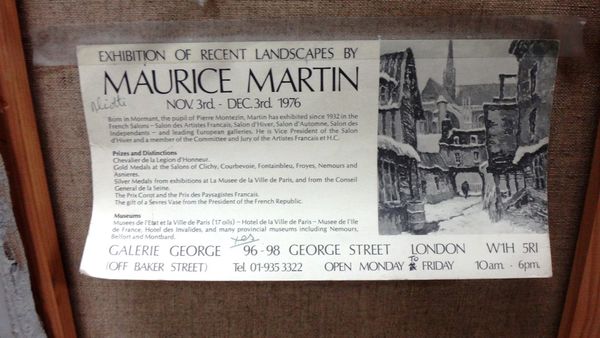 EXHIBITION OF RECENT LANDSCAPES BY
MAURICE MARTIN
NOV. 3rd. - DEC. 3rd. 1976
Born in Mormant, the pupil of Pierre Montezin, Martin has exhibited since 1932 in the
French Salons - Salon des Artistes Francais, Salon d'Hiver, Salon d'Automne, Salon des
Independants - and leading European galleries. He is Vice President of the Salon
d'Hiver and a member of the Committee and Jury of the Artistes Francais et H.C.
Prizes and Distinctions
Chevalier de la Legion d'Honneur.
Gold Medals at the Salons of Clichy, Courbevoie, Fontainbleu, Froyes, Nemours and
Asnieres.
Silver Medals from exhibitions at La Musee de la Ville de Paris, and from the Conseil
General de la Seine.
The Prix Corot and the Prix des Paysagistes Francais.
The gift of a Sevres Vase from the President of the French Republic.
Museums
Musees de l'Etat et la Ville de Paris (17 oils) - Hotel de la Ville de Paris - Musee de l'Ile
de France, Hotel des Invalides, and many provincial museums including Nemours,
Belfort and Montbard.
yes
GALERIE GEORGE 96-98 GEORGE STREET LONDON W1H 5RJ
(OFF BAKER STREET) Tel. 01-935 3322 OPEN MONDAY To FRIDAY 10am. - 6pm.